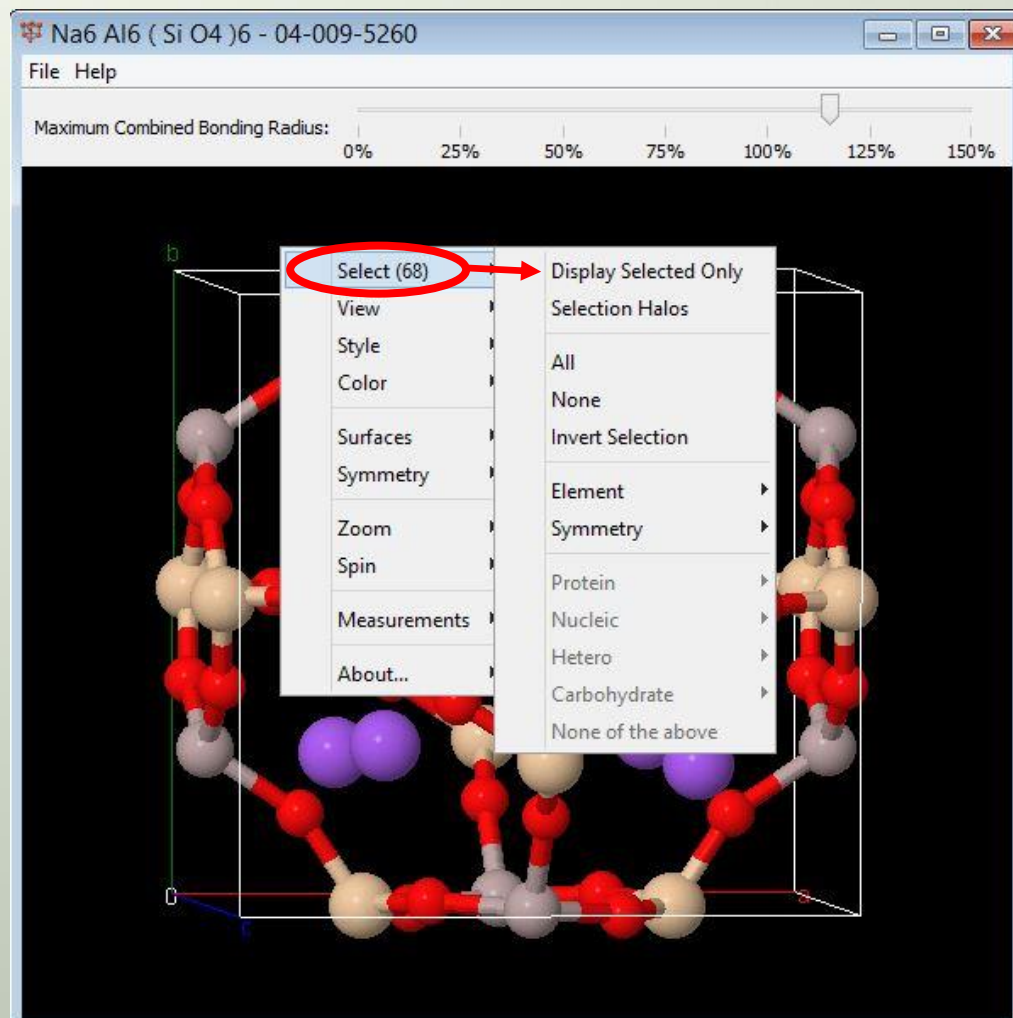 Na6 Al6 ( Si O4 )6 - 04-009-5260
File Help
Maximum Combined Bonding Radius:
0% 25% 50% 75% 100% 125% 150%
b
Select (68)
View
Style
Color
Surfaces
Symmetry
Zoom
Spin
Measurements
About...
Display Selected Only
Selection Halos
All
None
Invert Selection
Element
Symmetry
Protein
Nucleic
Hetero
Carbohydrate
None of the above
a